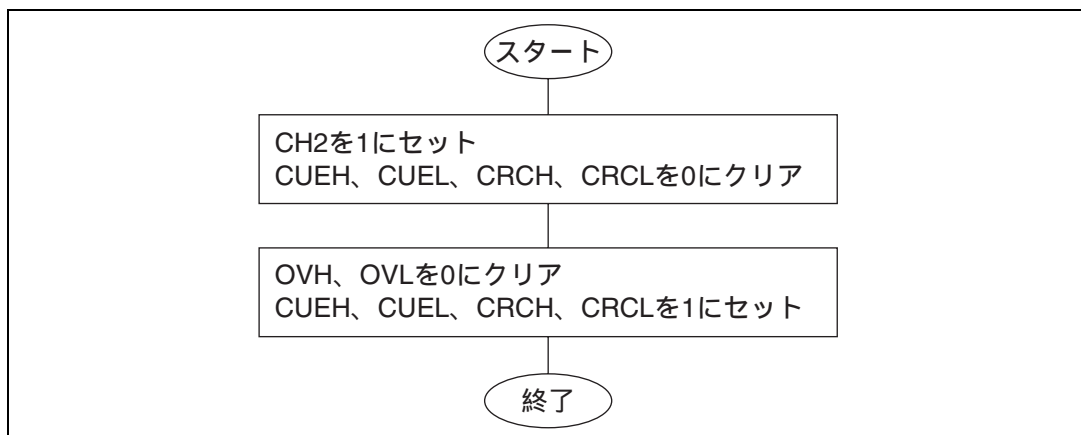 スタート
CH2を1にセット
CUEH、CUEL、CRCH、CRCLを0にクリア
OVH、OVLを0にクリア
CUEH、CUEL、CRCH、CRCLを1にセット
終了